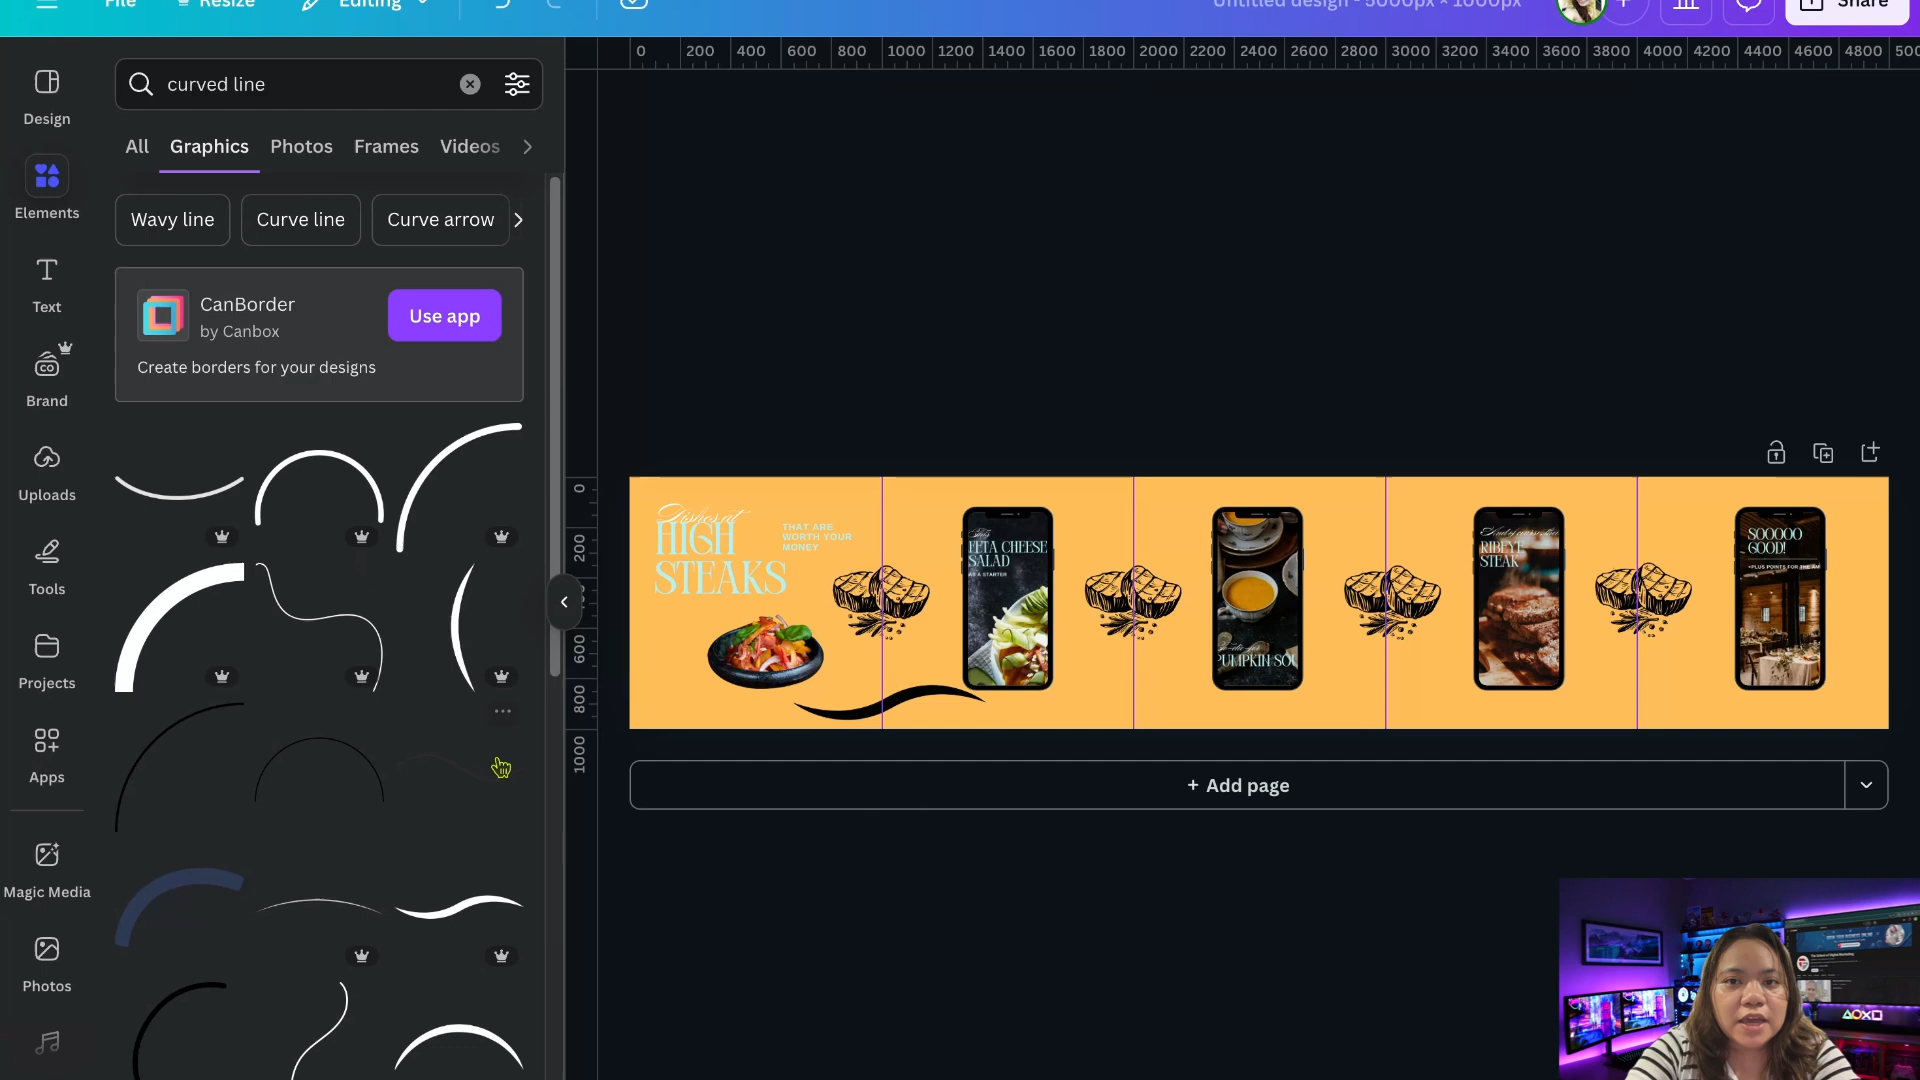 File
Resize
Editing
Untitled design - 5000px × 1000px
Share
0 200 400 600 800 1000 1200 1400 1600 1800 2000 2200 2400 2600 2800 3000 3200 3400 3600 3800 4000 4200 4400 4600 4800 500
curved line
All Graphics Photos Frames Videos
Wavy line
Curve line
Curve arrow
CanBorder
by Canbox
Use app
Create borders for your designs
Design
Elements
Text
Brand
Uploads
Tools
Projects
Apps
Magic Media
Photos
0
200
600
800
1000
Dishes at
HIGH
STEAKS
THAT ARE
WORTH YOUR
MONEY
FETA CHEESE
SALAD
AS A STARTER
PUMPKIN SOU
RIBEYE
STEAK
SOOOOO
GOOD!
+PLUS POINTS FOR THE AM
+ Add page